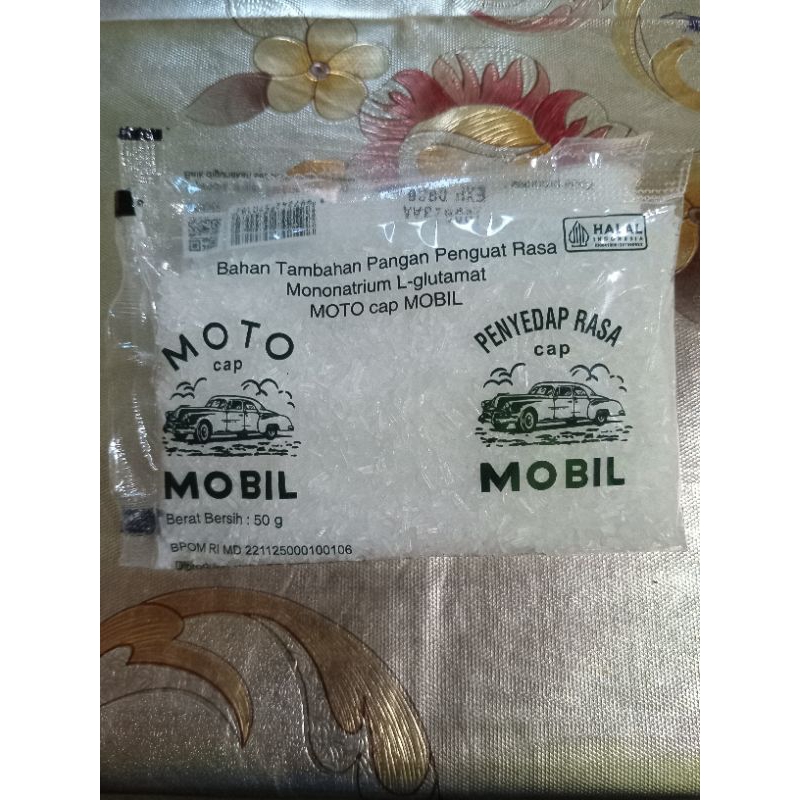 HALAL
INDONESIA
Bahan Tambahan Pangan Penguat Rasa
Mononatrium L-glutamat
MOTO cap MOBIL
MOTO
cap
MOBIL
PENYEDAP RASA
cap
MOBIL
Berat Bersih : 50 g
BPOM RI MD 221125000100106